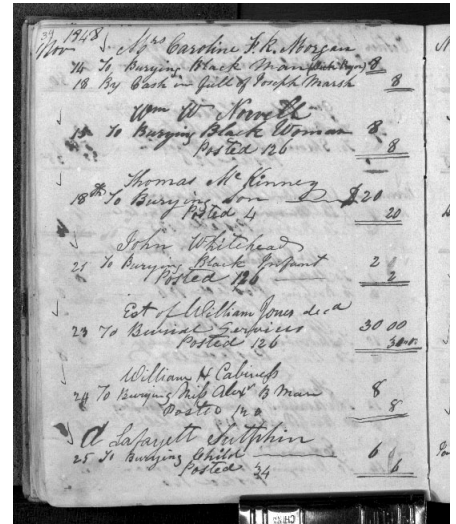 39 1848
Nov Mrs Caroline F. R. Morgan
14 To Burying Black Man 8
18 By Cash in full of Joseph Marsh 8
Wm W Norvell
15 To Burying Black Woman 8
Posted 126 8
Thomas McKinney
18th To Burying Son $20
Posted 4 20
John Whitehead
21 To Burying Black Infant 2
Posted 126 2
Est of William Jones decd
23 To Burial Services 30 00
Posted 126 30 00
William H Cabiness
24 To Burying Alexr B Man 8
Posted 8
Lafayett Sutphin
25 To Burying Child 6
Posted 34 6